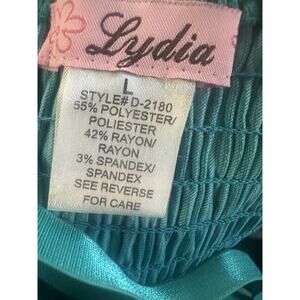 Lydia
L
STYLE# D-2180
55% POLYESTER/
POLIESTER
42% RAYON/
RAYON
3% SPANDEX/
SPANDEX
SEE REVERSE
FOR CARE